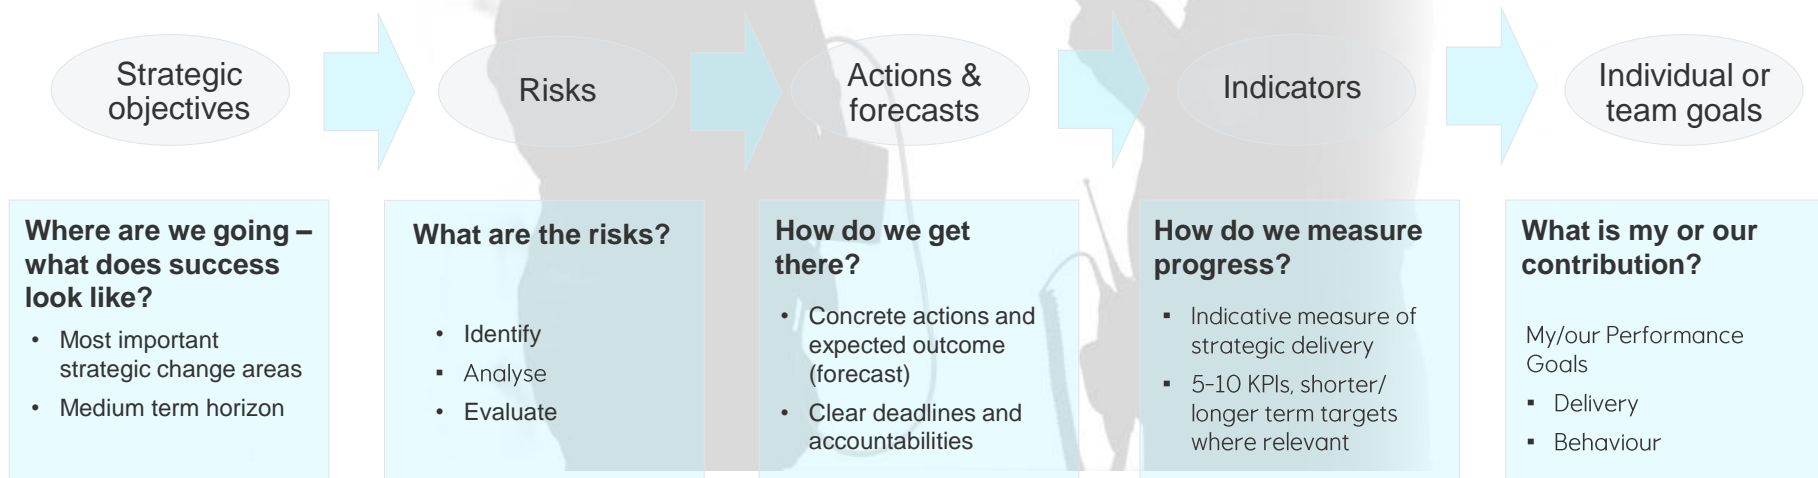 Strategic
objectives
Risks
Actions &
forecasts
Indicators
Individual or
team goals
Where are we going –
what does success
look like?
• Most important
strategic change areas
• Medium term horizon
What are the risks?
• Identify
▪ Analyse
• Evaluate
How do we get
there?
• Concrete actions and
expected outcome
(forecast)
• Clear deadlines and
accountabilities
How do we measure
progress?
▪ Indicative measure of
strategic delivery
▪ 5-10 KPIs, shorter/
longer term targets
where relevant
What is my or our
contribution?
My/our Performance
Goals
▪ Delivery
▪ Behaviour